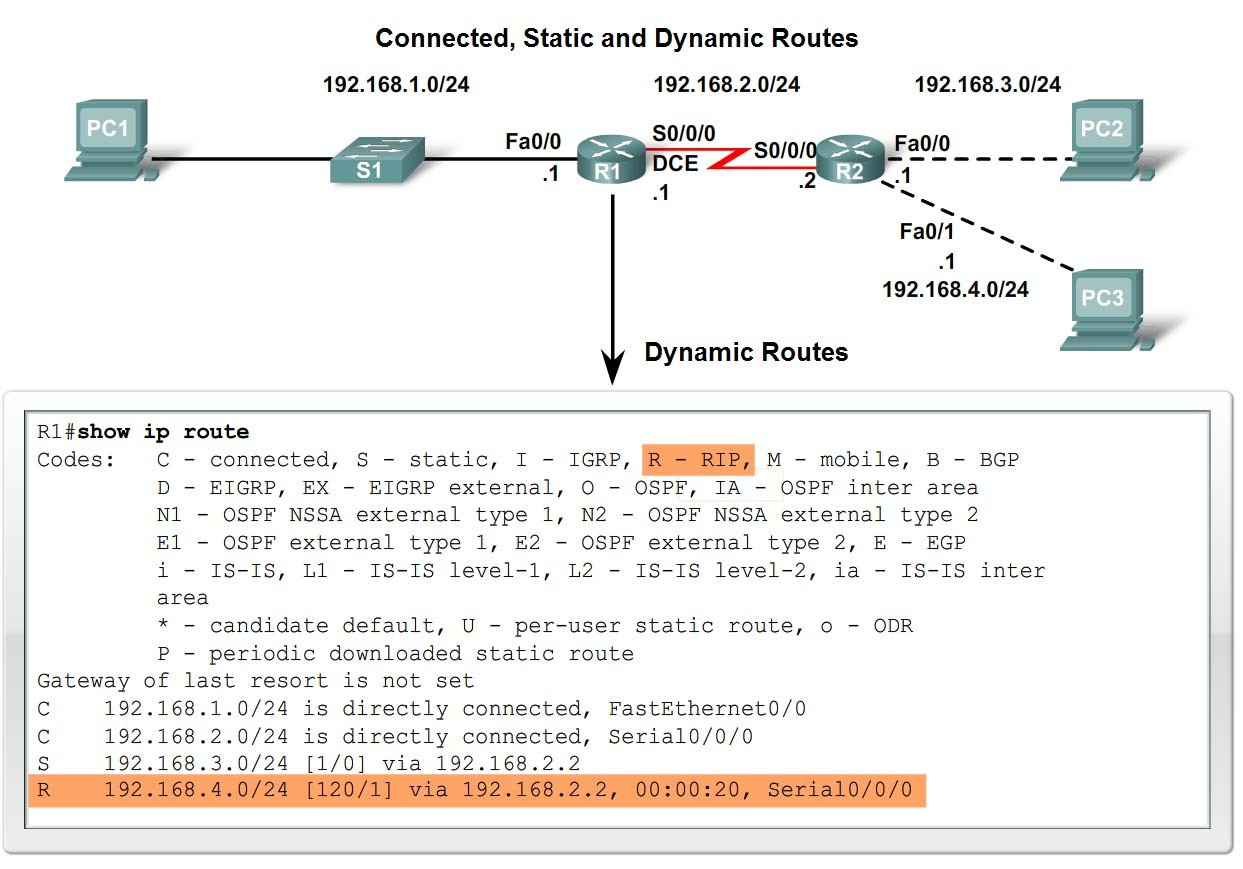 Connected, Static and Dynamic Routes
192.168.1.0/24
192.168.2.0/24
192.168.3.0/24
PC1
S1
Fa0/0
.1
R1
S0/0/0
DCE
.1
S0/0/0
.2
R2
Fa0/0
.1
PC2
Fa0/1
.1
192.168.4.0/24
PC3
Dynamic Routes
R1#show ip route
Codes: C - connected, S - static, I - IGRP, R - RIP, M - mobile, B - BGP
D - EIGRP, EX - EIGRP external, O - OSPF, IA - OSPF inter area
N1 - OSPF NSSA external type 1, N2 - OSPF NSSA external type 2
E1 - OSPF external type 1, E2 - OSPF external type 2, E - EGP
i - IS-IS, L1 - IS-IS level-1, L2 - IS-IS level-2, ia - IS-IS inter
area
* - candidate default, U - per-user static route, o - ODR
P - periodic downloaded static route
Gateway of last resort is not set
C 192.168.1.0/24 is directly connected, FastEthernet0/0
C 192.168.2.0/24 is directly connected, Serial0/0/0
S 192.168.3.0/24 [1/0] via 192.168.2.2
R 192.168.4.0/24 [120/1] via 192.168.2.2, 00:00:20, Serial0/0/0